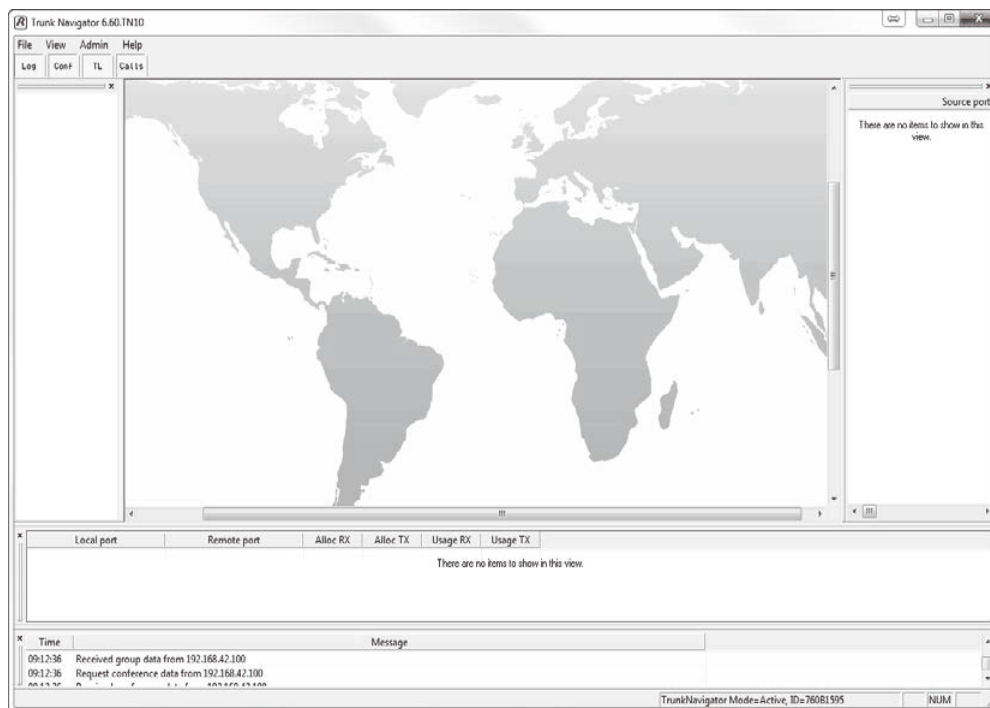 R Trunk Navigator 6.60.TN10
File View Admin Help
Log Conf TL Calls
Source port
There are no items to show in this
view.
Local port Remote port Alloc RX Alloc TX Usage RX Usage TX
There are no items to show in this view.
Time Message
09:12:36 Received group data from 192.168.42.100
09:12:36 Request conference data from 192.168.42.100
TrunkNavigator Mode=Active, ID=760B1595 NUM